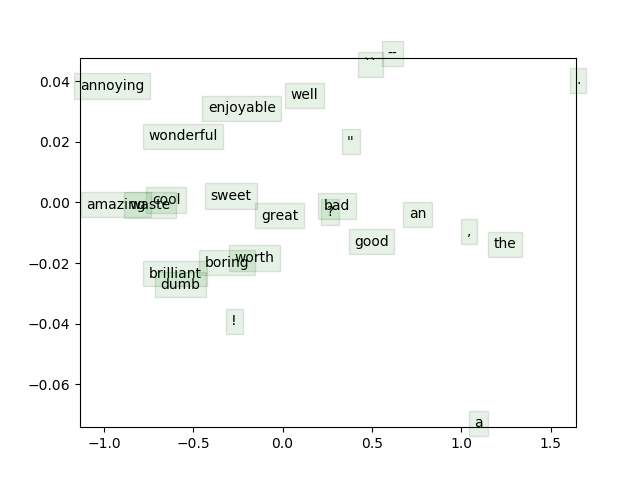 --
``
0.04
annoying
.
enjoyable
well
0.02
wonderful
"
0.00
amazing
waste
cool
sweet
great
bad
?
an
,
the
good
−0.02
brilliant
dumb
boring
worth
!
−0.04
−0.06
a
−1.0 −0.5 0.0 0.5 1.0 1.5